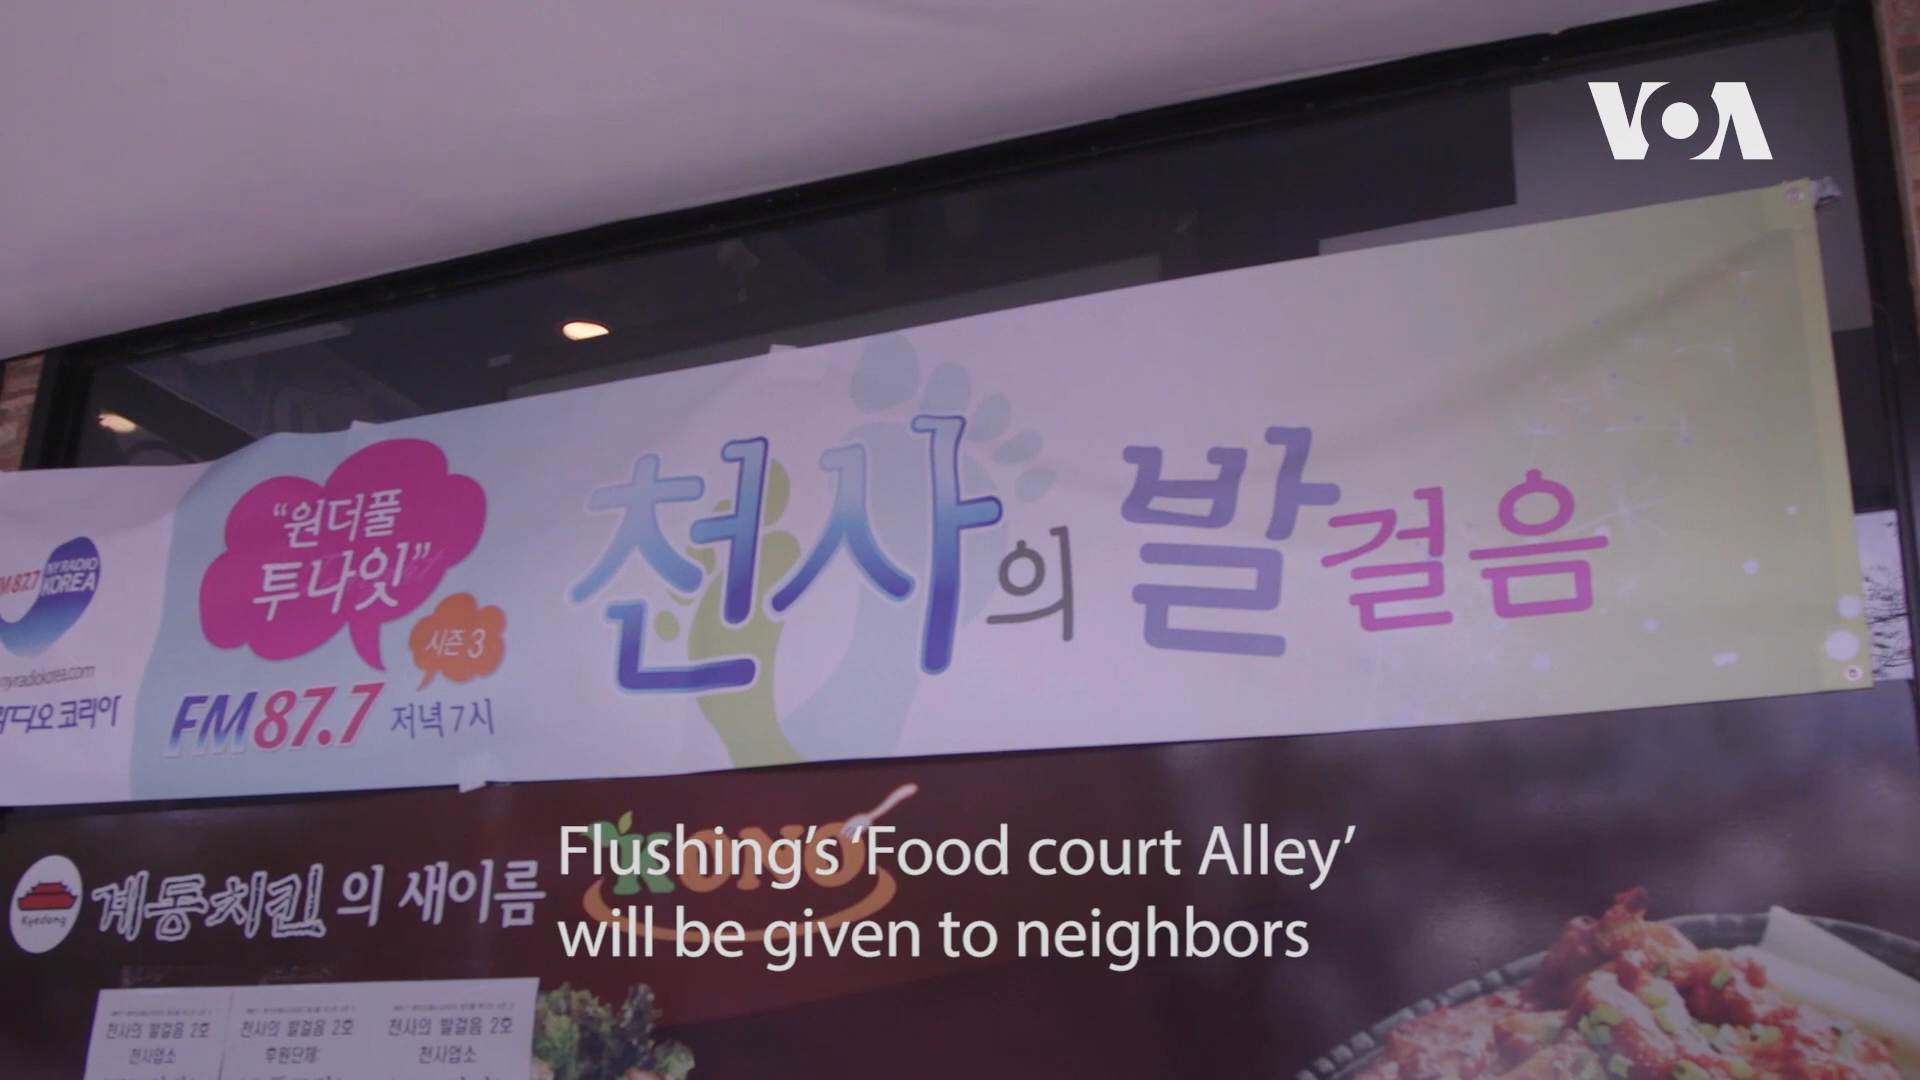 VOA
FM 87.7
NY RADIO
KOREA
myradiokorea.com
라디오 코리아
“원더풀
투나잇”
시즌 3
FM 87.7 저녁 7시
천사의 발걸음
Kyedong
계동치킨의 새이름
KONO
Flushing’s ‘Food court Alley’
will be given to neighbors
천사의 발걸음 2호
천사업소
천사의 발걸음 2호
후원단체:
천사의 발걸음 2호
천사업소